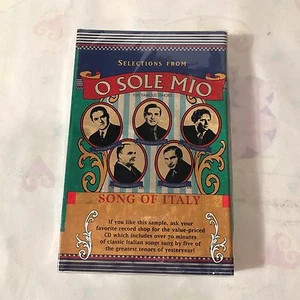 SELECTIONS FROM
O SOLE MIO
SONG OF ITALY
If you like this sample, ask your
favorite record shop for the value-priced
CD which includes over 70 minutes
of classic Italian songs sung by five of
the greatest tenors of yesteryear!